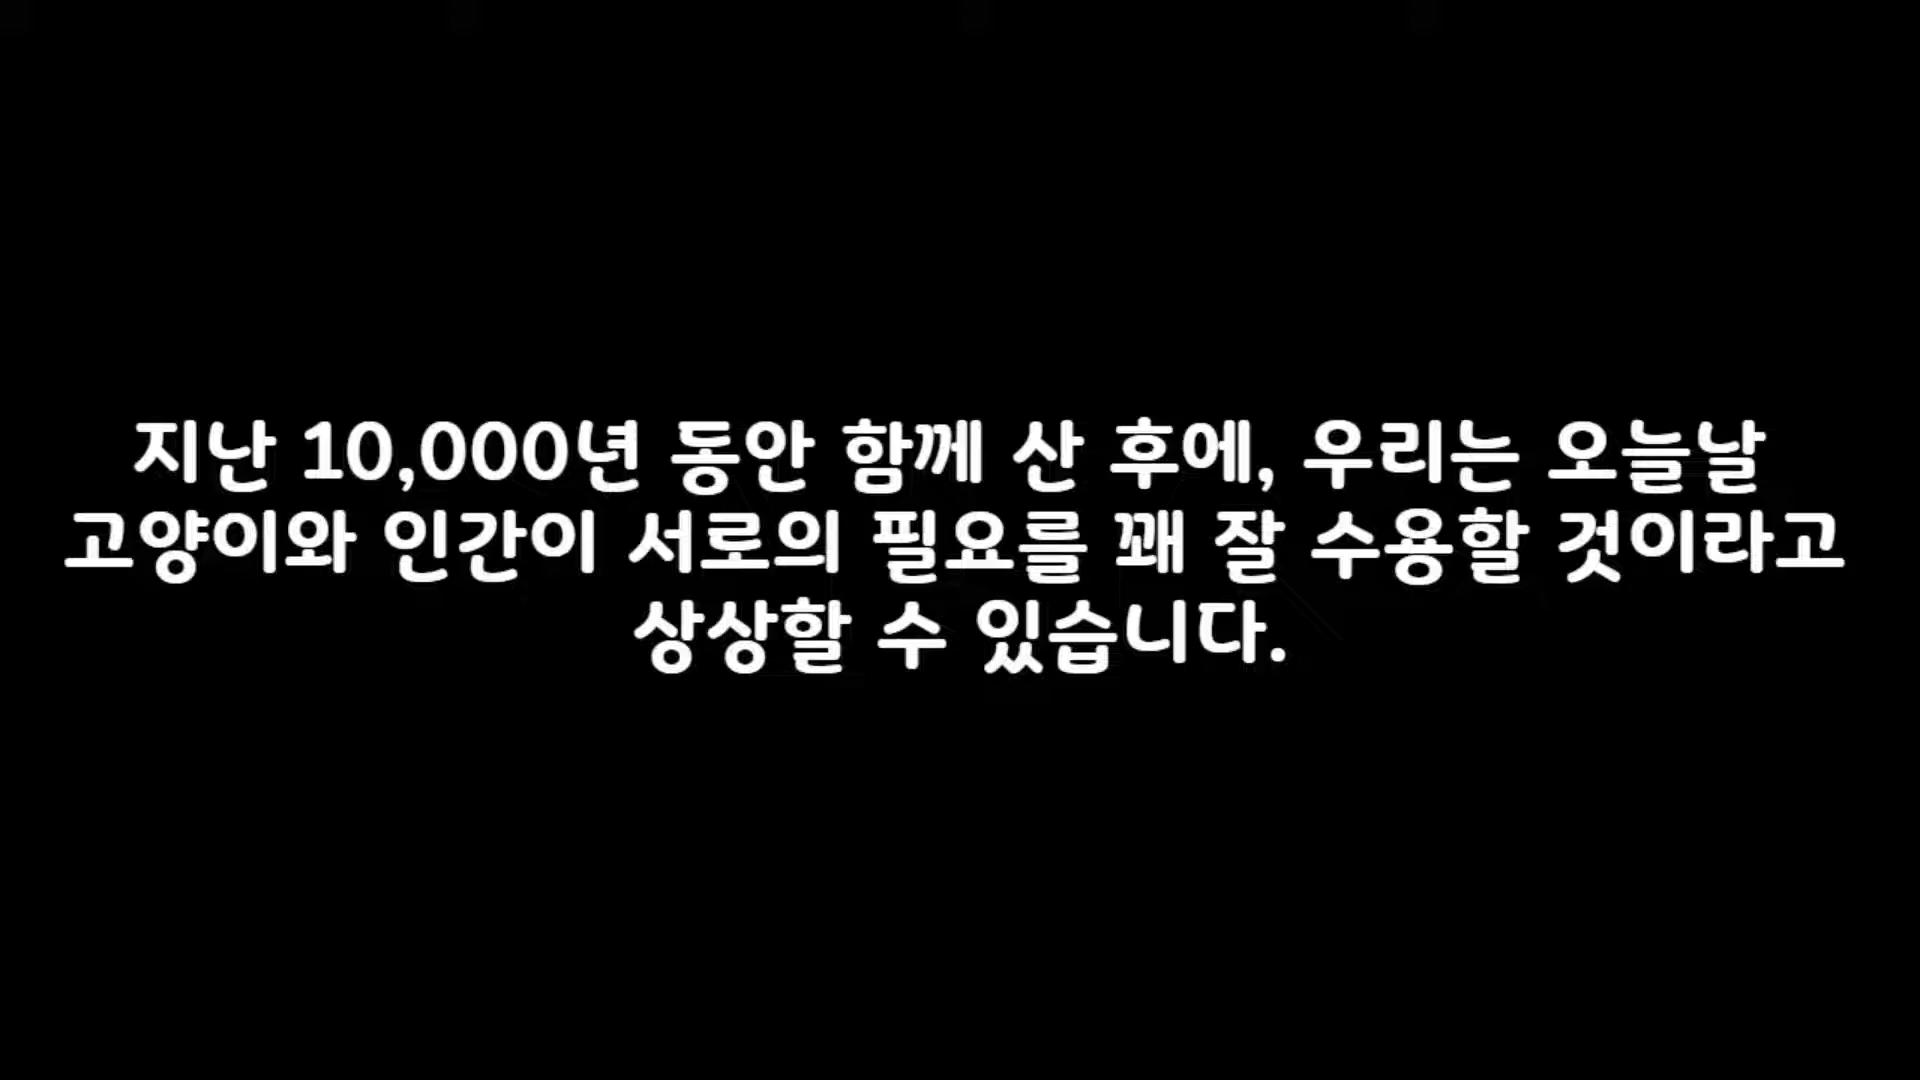 지난 10,000년 동안 함께 산 후에, 우리는 오늘날
고양이와 인간이 서로의 필요를 꽤 잘 수용할 것이라고
상상할 수 있습니다.